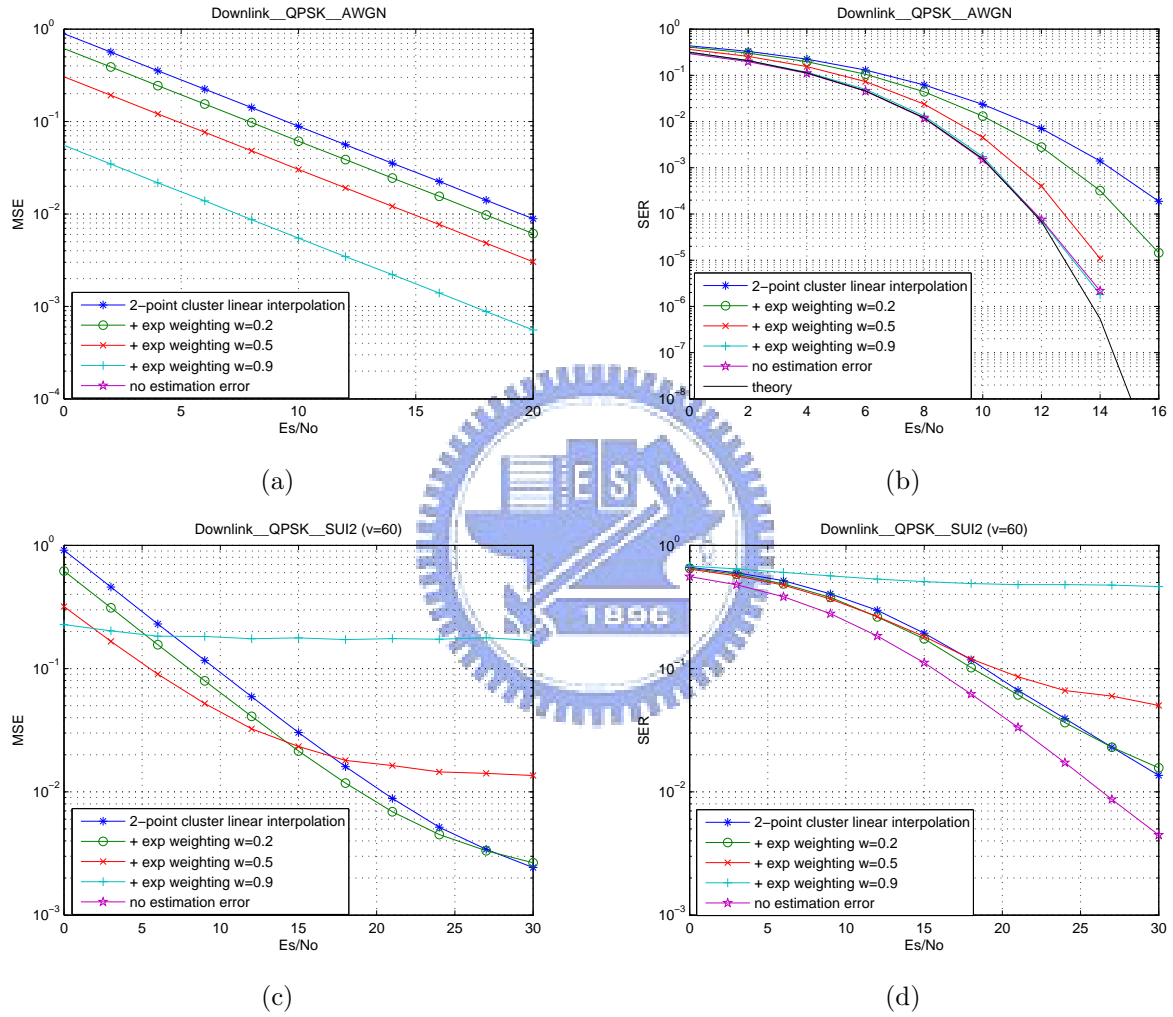 Downlink__QPSK__AWGN
10^0
10^-1
10^-2
10^-3
10^-4
MSE
0 5 10 15 20
Es/No
2-point cluster linear interpolation
+ exp weighting w=0.2
+ exp weighting w=0.5
+ exp weighting w=0.9
no estimation error
(a)
Downlink__QPSK__AWGN
10^0
10^-1
10^-2
10^-3
10^-4
10^-5
10^-6
10^-7
10^-8
SER
0 2 4 6 8 10 12 14 16
Es/No
2-point cluster linear interpolation
+ exp weighting w=0.2
+ exp weighting w=0.5
+ exp weighting w=0.9
no estimation error
theory
(b)
ESA
1896
Downlink__QPSK__SUI2 (v=60)
10^0
10^-1
10^-2
10^-3
MSE
0 5 10 15 20 25 30
Es/No
2-point cluster linear interpolation
+ exp weighting w=0.2
+ exp weighting w=0.5
+ exp weighting w=0.9
no estimation error
(c)
Downlink__QPSK__SUI2 (v=60)
10^0
10^-1
10^-2
10^-3
SER
0 5 10 15 20 25 30
Es/No
2-point cluster linear interpolation
+ exp weighting w=0.2
+ exp weighting w=0.5
+ exp weighting w=0.9
no estimation error
(d)